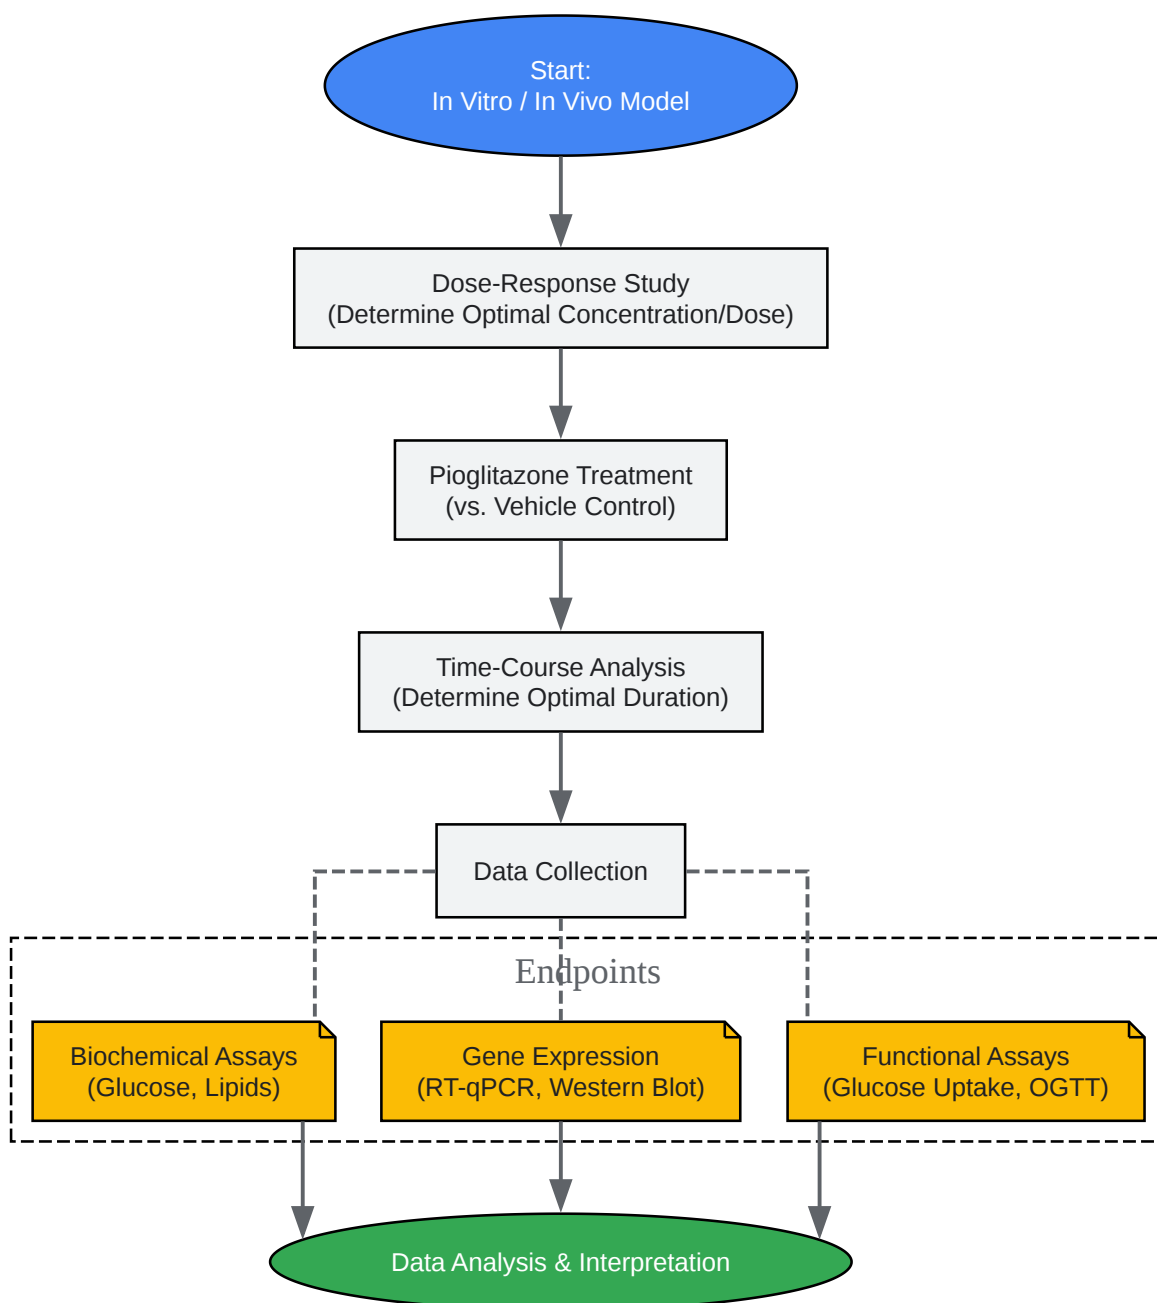 Start:
In Vitro / In Vivo Model
Dose-Response Study
(Determine Optimal Concentration/Dose)
Pioglitazone Treatment
(vs. Vehicle Control)
Time-Course Analysis
(Determine Optimal Duration)
Data Collection
Endpoints
Biochemical Assays
(Glucose, Lipids)
Gene Expression
(RT-qPCR, Western Blot)
Functional Assays
(Glucose Uptake, OGTT)
Data Analysis & Interpretation